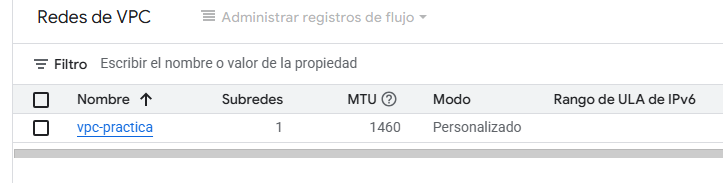 Redes de VPC Administrar registros de flujo
Filtro Escribir el nombre o valor de la propiedad
Nombre Subredes MTU Modo Rango de ULA de IPv6
vpc-practica 1 1460 Personalizado